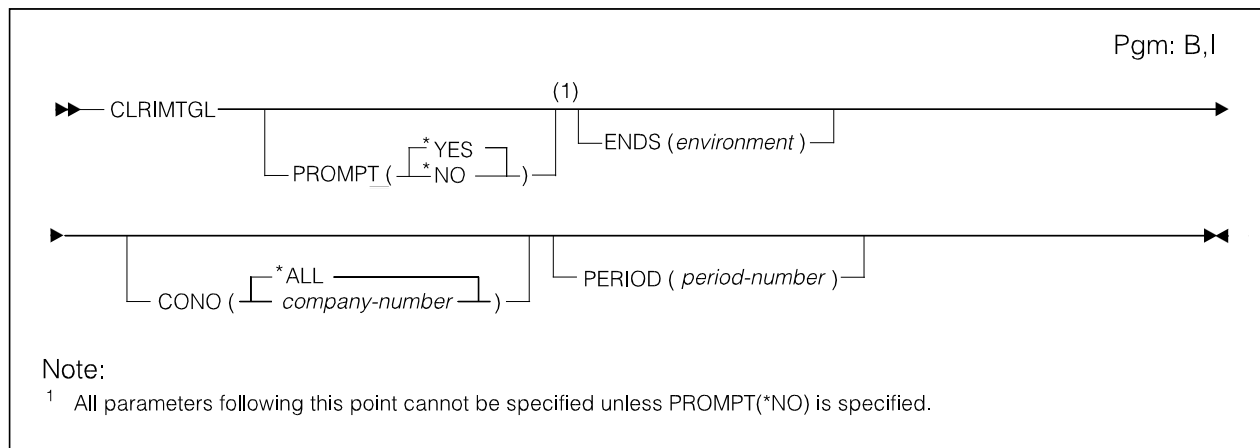 Pgm: B,I
(1)
CLRIMTGL
ENDS (environment )
*YES
PROMPT ( *NO )
*ALL
PERIOD ( period-number )
CONO ( company-number )
Note:
1 All parameters following this point cannot be specified unless PROMPT(*NO) is specified.